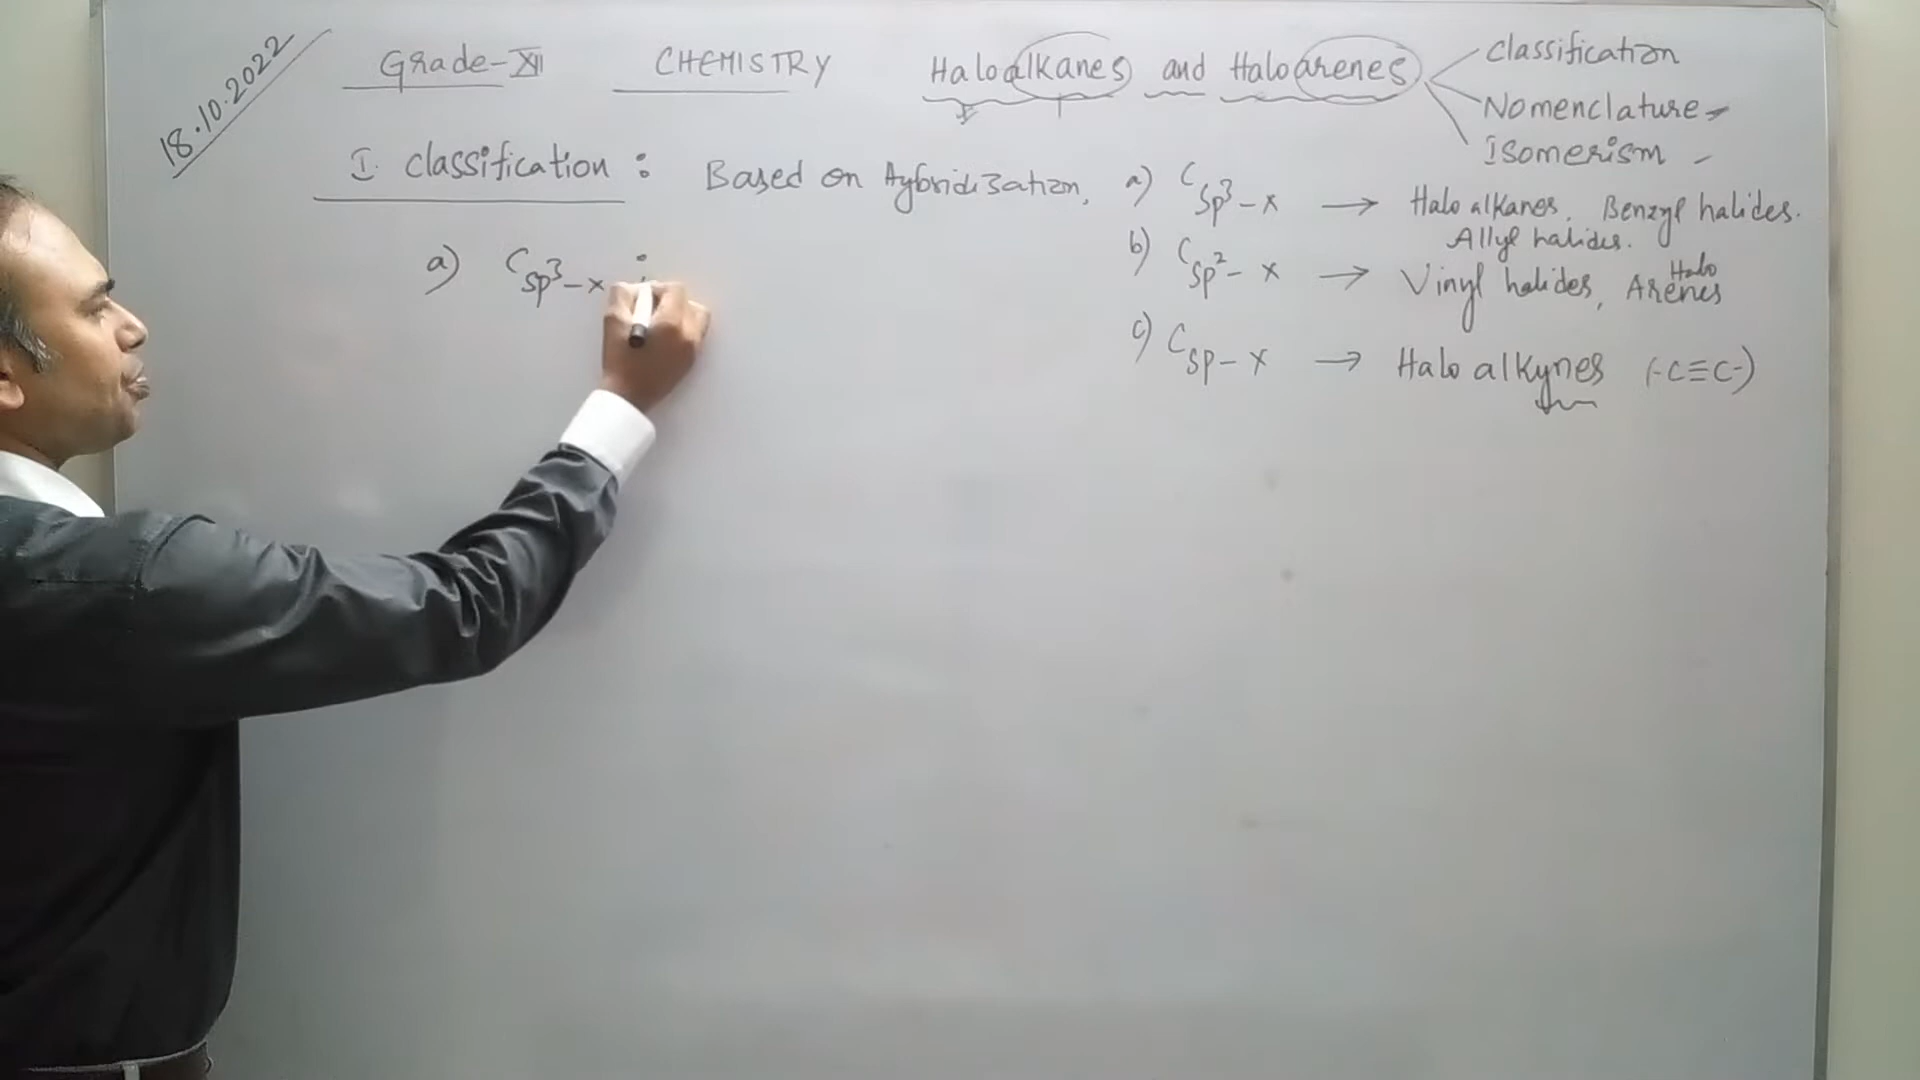 18.10.2022
Grade-XII CHEMISTRY Haloalkanes and Haloarenes
Classification
Nomenclature
Isomerism
I. Classification : Based on Hybridization,
a) Csp³-X → Halo alkanes, Benzyl halides.
Allyl halides.
b) Csp²-X → Vinyl halides, Halo Arenes
c) Csp-X → Halo alkynes (-C≡C-)
a) Csp³-X :